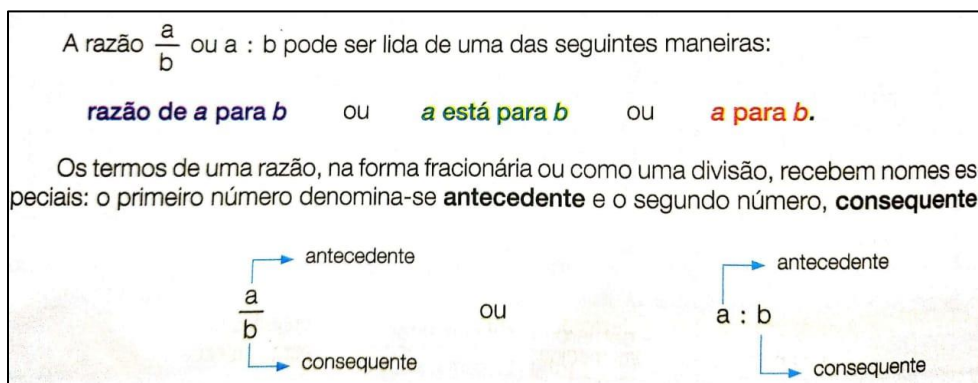 A razão a/b ou a : b pode ser lida de uma das seguintes maneiras:
razão de a para b ou a está para b ou a para b.
Os termos de uma razão, na forma fracionária ou como uma divisão, recebem nomes es
peciais: o primeiro número denomina-se antecedente e o segundo número, consequente
antecedente antecedente
a/b ou a : b
consequente consequente